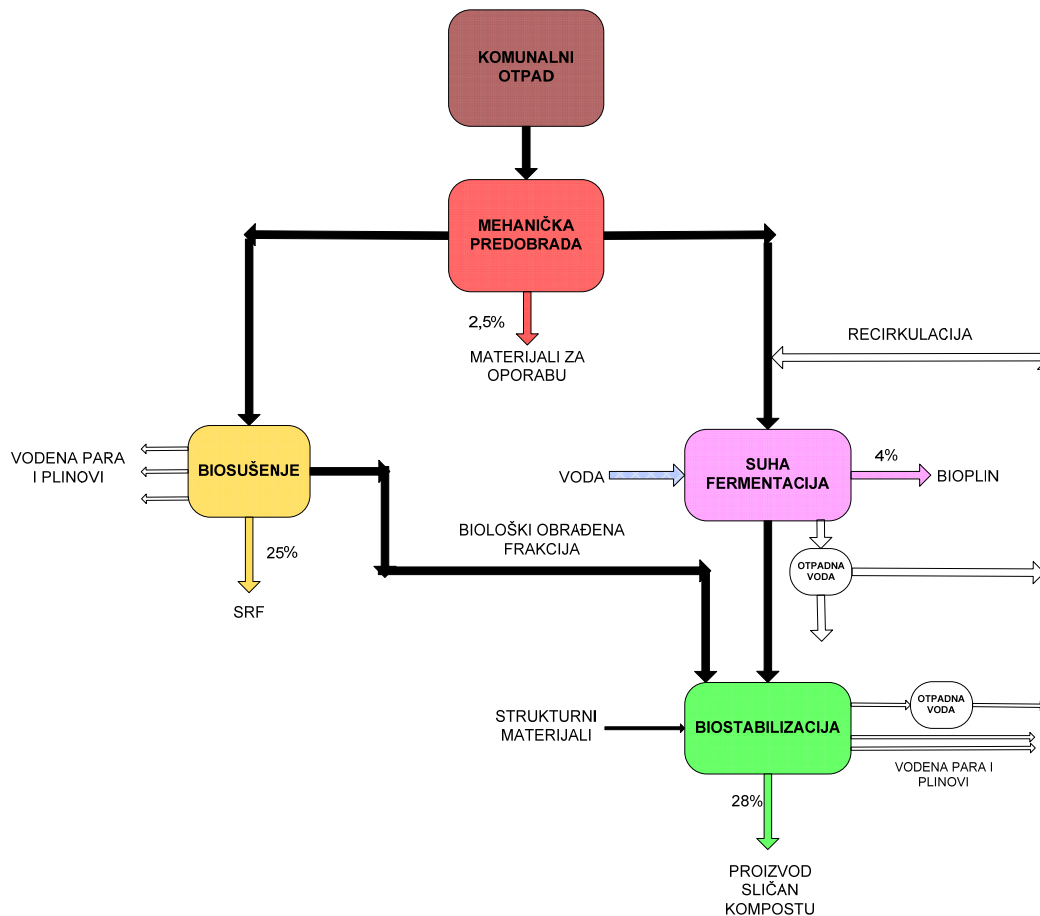 KOMUNALNI
OTPAD
MEHANIČKA
PREDOBRADA
2,5%
MATERIJALI ZA
OPORABU
RECIRKULACIJA
VODENA PARA
I PLINOVI
BIOSUŠENJE
25%
SRF
BIOLOŠKI OBRAĐENA
FRAKCIJA
VODA
SUHA
FERMENTACIJA
4%
BIOPLIN
OTPADNA
VODA
STRUKTURNI
MATERIJALI
BIOSTABILIZACIJA
OTPADNA
VODA
VODENA PARA I
PLINOVI
28%
PROIZVOD
SLIČAN
KOMPOSTU